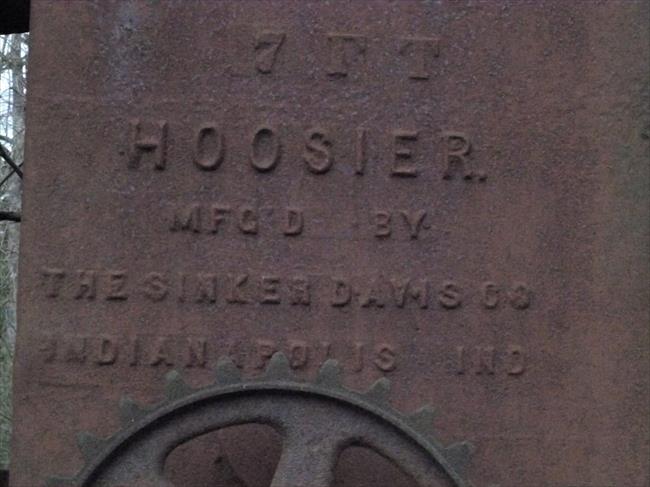 7 FT
HOOSIER.
MFG'D BY
THE SINKER DAVIS CO
INDIANAPOLIS IND